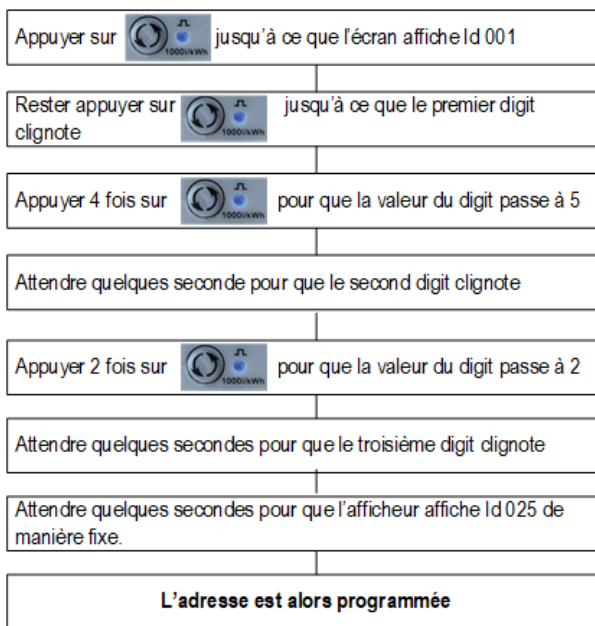 Appuyer sur 1000i/kWh jusqu'à ce que l'écran affiche Id 001
Rester appuyer sur 1000i/kWh jusqu'à ce que le premier digit
clignote
Appuyer 4 fois sur 1000i/kWh pour que la valeur du digit passe à 5
Attendre quelques seconde pour que le second digit clignote
Appuyer 2 fois sur 1000i/kWh pour que la valeur du digit passe à 2
Attendre quelques secondes pour que le troisième digit clignote
Attendre quelques secondes pour que l'afficheur affiche Id 025 de
manière fixe.
L'adresse est alors programmée